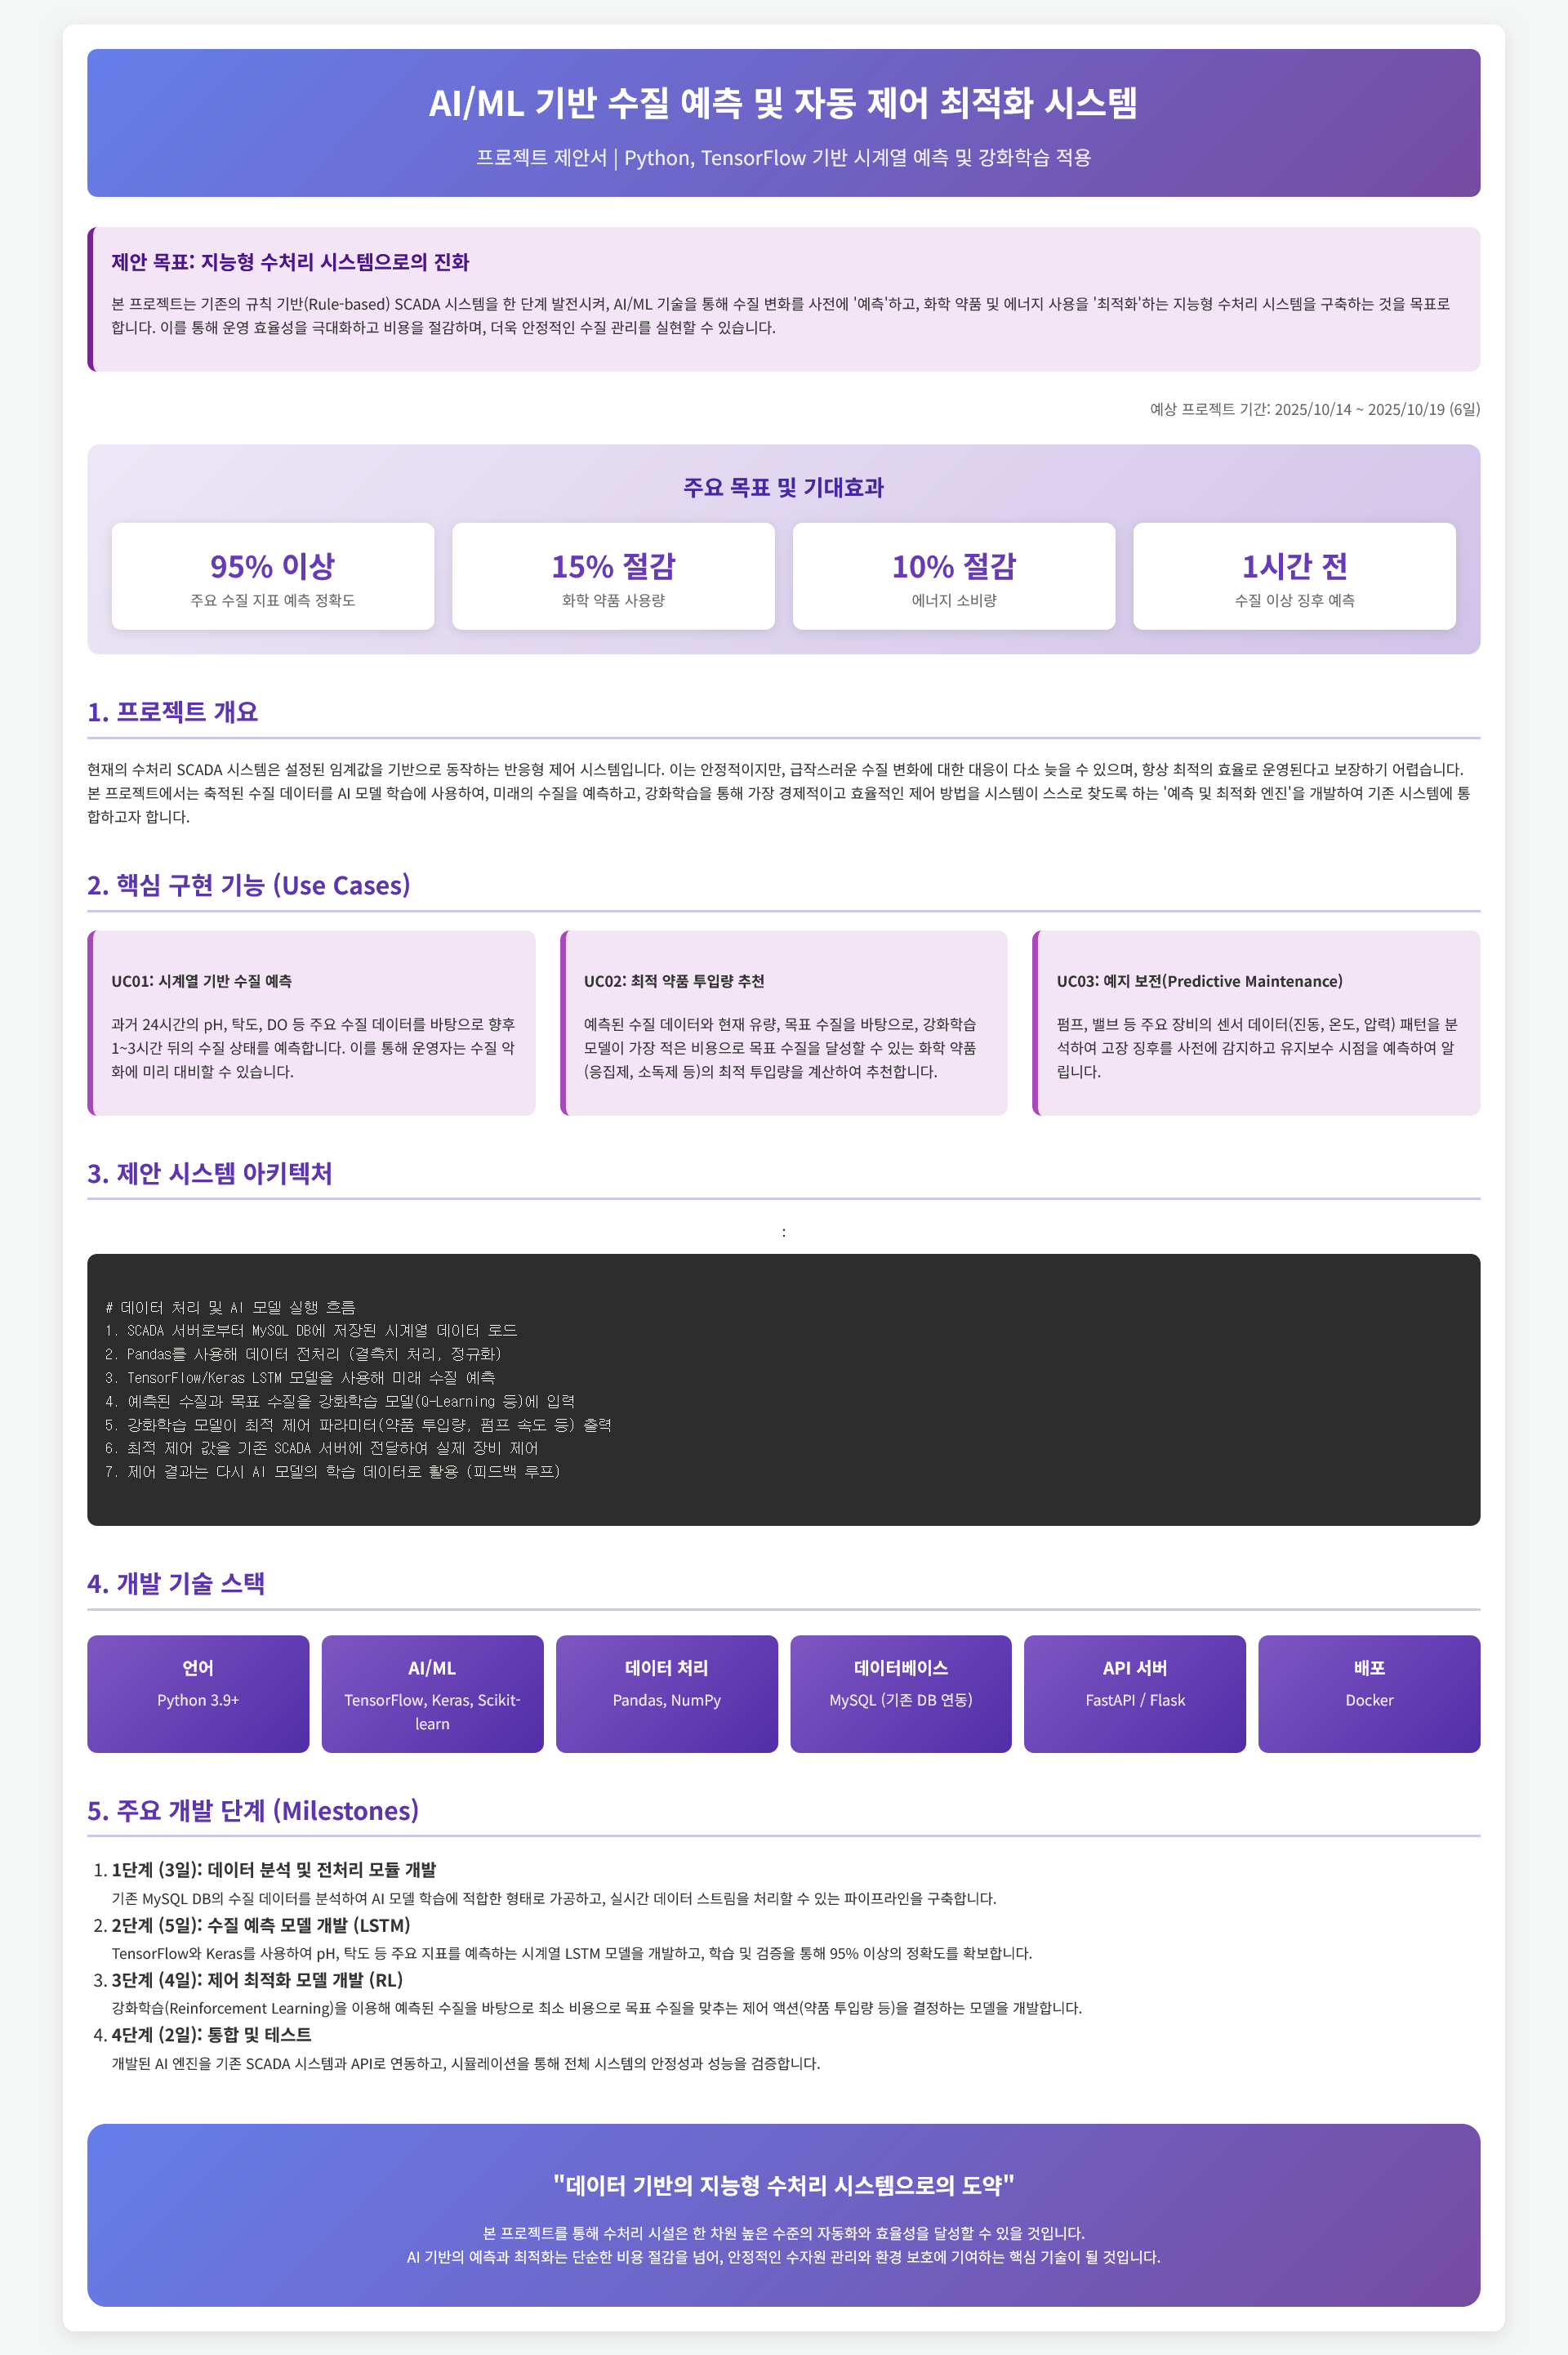 AI/ML 기반 수질 예측 및 자동 제어 최적화 시스템
프로젝트 제안서 | Python, TensorFlow 기반 시계열 예측 및 강화학습 적용
제안 목표: 지능형 수처리 시스템으로의 진화
본 프로젝트는 기존의 규칙 기반(Rule-based) SCADA 시스템을 한 단계 발전시켜, AI/ML 기술을 통해 수질 변화를 사전에 '예측'하고, 화학 약품 및 에너지 사용을 '최적화'하는 지능형 수처리 시스템을 구축하는 것을 목표로
합니다. 이를 통해 운영 효율성을 극대화하고 비용을 절감하며, 더욱 안정적인 수질 관리를 실현할 수 있습니다.
예상 프로젝트 기간: 2025/10/14 ~ 2025/10/19 (6일)
주요 목표 및 기대효과
95% 이상
주요 수질 지표 예측 정확도
15% 절감
화학 약품 사용량
10% 절감
에너지 소비량
1시간 전
수질 이상 징후 예측
1. 프로젝트 개요
현재의 수처리 SCADA 시스템은 설정된 임계값을 기반으로 동작하는 반응형 제어 시스템입니다. 이는 안정적이지만, 급작스러운 수질 변화에 대한 대응이 다소 늦을 수 있으며, 항상 최적의 효율로 운영된다고 보장하기 어렵습니다.
본 프로젝트에서는 축적된 수질 데이터를 AI 모델 학습에 사용하여, 미래의 수질을 예측하고, 강화학습을 통해 가장 경제적이고 효율적인 제어 방법을 시스템이 스스로 찾도록 하는 '예측 및 최적화 엔진'을 개발하여 기존 시스템에 통
합하고자 합니다.
2. 핵심 구현 기능 (Use Cases)
UC01: 시계열 기반 수질 예측
과거 24시간의 pH, 탁도, DO 등 주요 수질 데이터를 바탕으로 향후
1~3시간 뒤의 수질 상태를 예측합니다. 이를 통해 운영자는 수질 악
화에 미리 대비할 수 있습니다.
UC02: 최적 약품 투입량 추천
예측된 수질 데이터와 현재 유량, 목표 수질을 바탕으로, 강화학습
모델이 가장 적은 비용으로 목표 수질을 달성할 수 있는 화학 약품
(응집제, 소독제 등)의 최적 투입량을 계산하여 추천합니다.
UC03: 예지 보전(Predictive Maintenance)
펌프, 밸브 등 주요 장비의 센서 데이터(진동, 온도, 압력) 패턴을 분
석하여 고장 징후를 사전에 감지하고 유지보수 시점을 예측하여 알
립니다.
3. 제안 시스템 아키텍처
:
# 데이터 처리 및 AI 모델 실행 흐름
1. SCADA 서버로부터 MySQL DB에 저장된 시계열 데이터 로드
2. Pandas를 사용해 데이터 전처리 (결측치 처리, 정규화)
3. TensorFlow/Keras LSTM 모델을 사용해 미래 수질 예측
4. 예측된 수질과 목표 수질을 강화학습 모델(Q-Learning 등)에 입력
5. 강화학습 모델이 최적 제어 파라미터(약품 투입량, 펌프 속도 등) 출력
6. 최적 제어 값을 기존 SCADA 서버에 전달하여 실제 장비 제어
7. 제어 결과는 다시 AI 모델의 학습 데이터로 활용 (피드백 루프)
4. 개발 기술 스택
언어
Python 3.9+
AI/ML
TensorFlow, Keras, Scikit-
learn
데이터 처리
Pandas, NumPy
데이터베이스
MySQL (기존 DB 연동)
API 서버
FastAPI / Flask
배포
Docker
5. 주요 개발 단계 (Milestones)
1. 1단계 (3일): 데이터 분석 및 전처리 모듈 개발
기존 MySQL DB의 수질 데이터를 분석하여 AI 모델 학습에 적합한 형태로 가공하고, 실시간 데이터 스트림을 처리할 수 있는 파이프라인을 구축합니다.
2. 2단계 (5일): 수질 예측 모델 개발 (LSTM)
TensorFlow와 Keras를 사용하여 pH, 탁도 등 주요 지표를 예측하는 시계열 LSTM 모델을 개발하고, 학습 및 검증을 통해 95% 이상의 정확도를 확보합니다.
3. 3단계 (4일): 제어 최적화 모델 개발 (RL)
강화학습(Reinforcement Learning)을 이용해 예측된 수질을 바탕으로 최소 비용으로 목표 수질을 맞추는 제어 액션(약품 투입량 등)을 결정하는 모델을 개발합니다.
4. 4단계 (2일): 통합 및 테스트
개발된 AI 엔진을 기존 SCADA 시스템과 API로 연동하고, 시뮬레이션을 통해 전체 시스템의 안정성과 성능을 검증합니다.
"데이터 기반의 지능형 수처리 시스템으로의 도약"
본 프로젝트를 통해 수처리 시설은 한 차원 높은 수준의 자동화와 효율성을 달성할 수 있을 것입니다.
AI 기반의 예측과 최적화는 단순한 비용 절감을 넘어, 안정적인 수자원 관리와 환경 보호에 기여하는 핵심 기술이 될 것입니다.